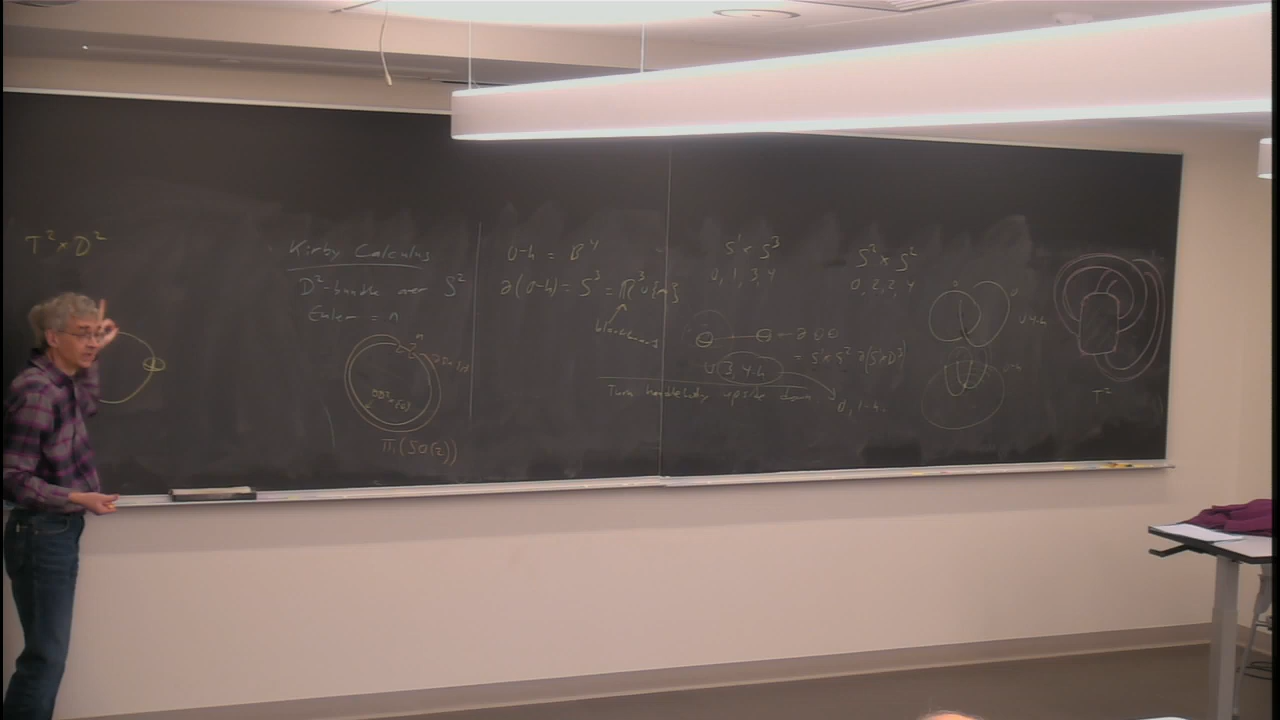 T² × D²
Kirby Calculus
D²-bundle over S²
Euler = n
n
π₁(SO(2))
0-h = B⁴
∂(0-h) = S³ = ℝ³ ∪ {∞}
blackboard
S¹ × S³
0, 1, 3, 4
∪ 3, 4-h
= S¹ × S² = ∂(S¹ × D³)
Turn handlebody upside down
0, 1-h.
S² × S²
0, 2, 2, 4
0
0
∪ 4-h
T²